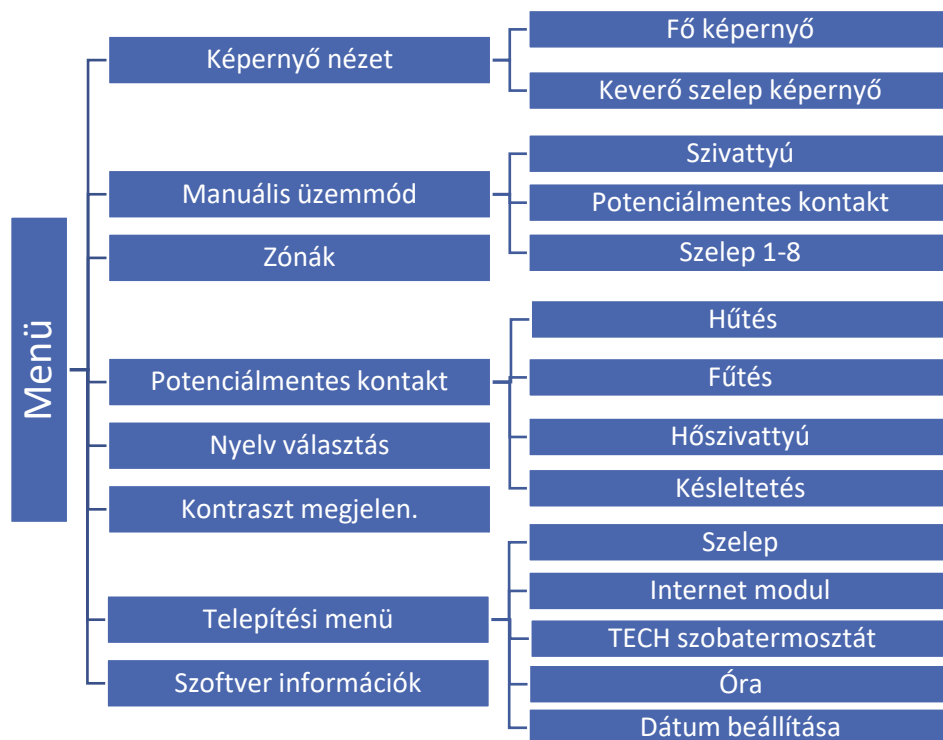 Menü
Képernyő nézet
Fő képernyő
Keverő szelep képernyő
Manuális üzemmód
Szivattyú
Potenciálmentes kontakt
Szelep 1-8
Zónák
Potenciálmentes kontakt
Hűtés
Fűtés
Hőszivattyú
Késleltetés
Nyelv választás
Kontraszt megjelen.
Telepítési menü
Szelep
Internet modul
TECH szobatermosztát
Óra
Dátum beállítása
Szoftver információk